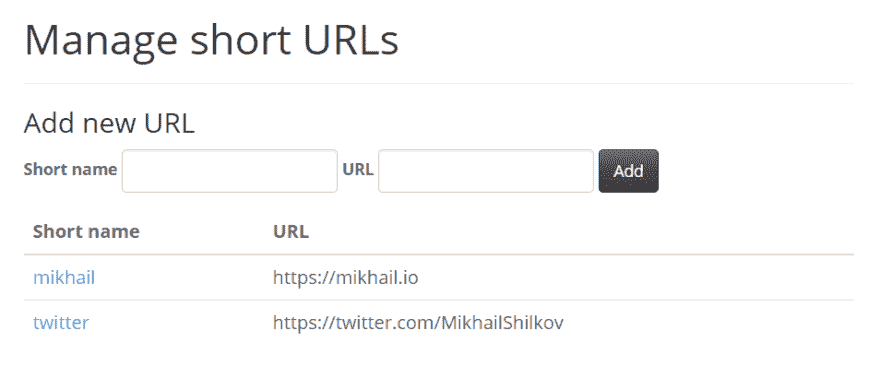 Manage short URLs
Add new URL
Short name URL Add
Short name URL
mikhail https://mikhail.io
twitter https://twitter.com/MikhailShilkov